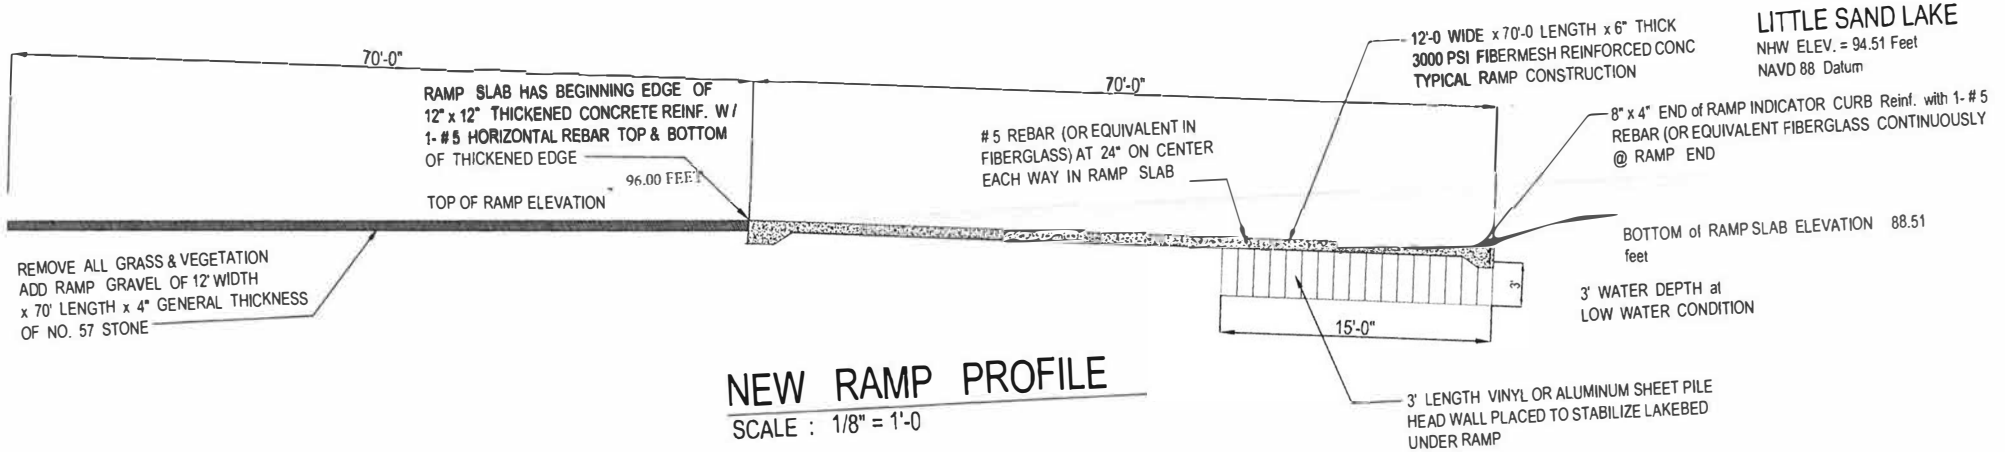 70'-0"
RAMP SLAB HAS BEGINNING EDGE OF
12" x 12" THICKENED CONCRETE REINF. W/
1- # 5 HORIZONTAL REBAR TOP & BOTTOM
OF THICKENED EDGE
96.00 FEET
TOP OF RAMP ELEVATION
REMOVE ALL GRASS & VEGETATION
ADD RAMP GRAVEL OF 12' WIDTH
x 70' LENGTH x 4" GENERAL THICKNESS
OF NO. 57 STONE
70'-0"
# 5 REBAR (OR EQUIVALENT IN
FIBERGLASS) AT 24" ON CENTER
EACH WAY IN RAMP SLAB
12'-0 WIDE x 70'-0 LENGTH x 6" THICK
3000 PSI FIBERMESH REINFORCED CONC
TYPICAL RAMP CONSTRUCTION
LITTLE SAND LAKE
NHW ELEV. = 94.51 Feet
NAVD 88 Datum
8" x 4" END of RAMP INDICATOR CURB Reinf. with 1- # 5
REBAR (OR EQUIVALENT FIBERGLASS CONTINUOUSLY
@ RAMP END
BOTTOM of RAMP SLAB ELEVATION 88.51
feet
3' WATER DEPTH at
LOW WATER CONDITION
3'
15'-0"
3' LENGTH VINYL OR ALUMINUM SHEET PILE
HEAD WALL PLACED TO STABILIZE LAKEBED
UNDER RAMP
NEW RAMP PROFILE
SCALE : 1/8" = 1'-0